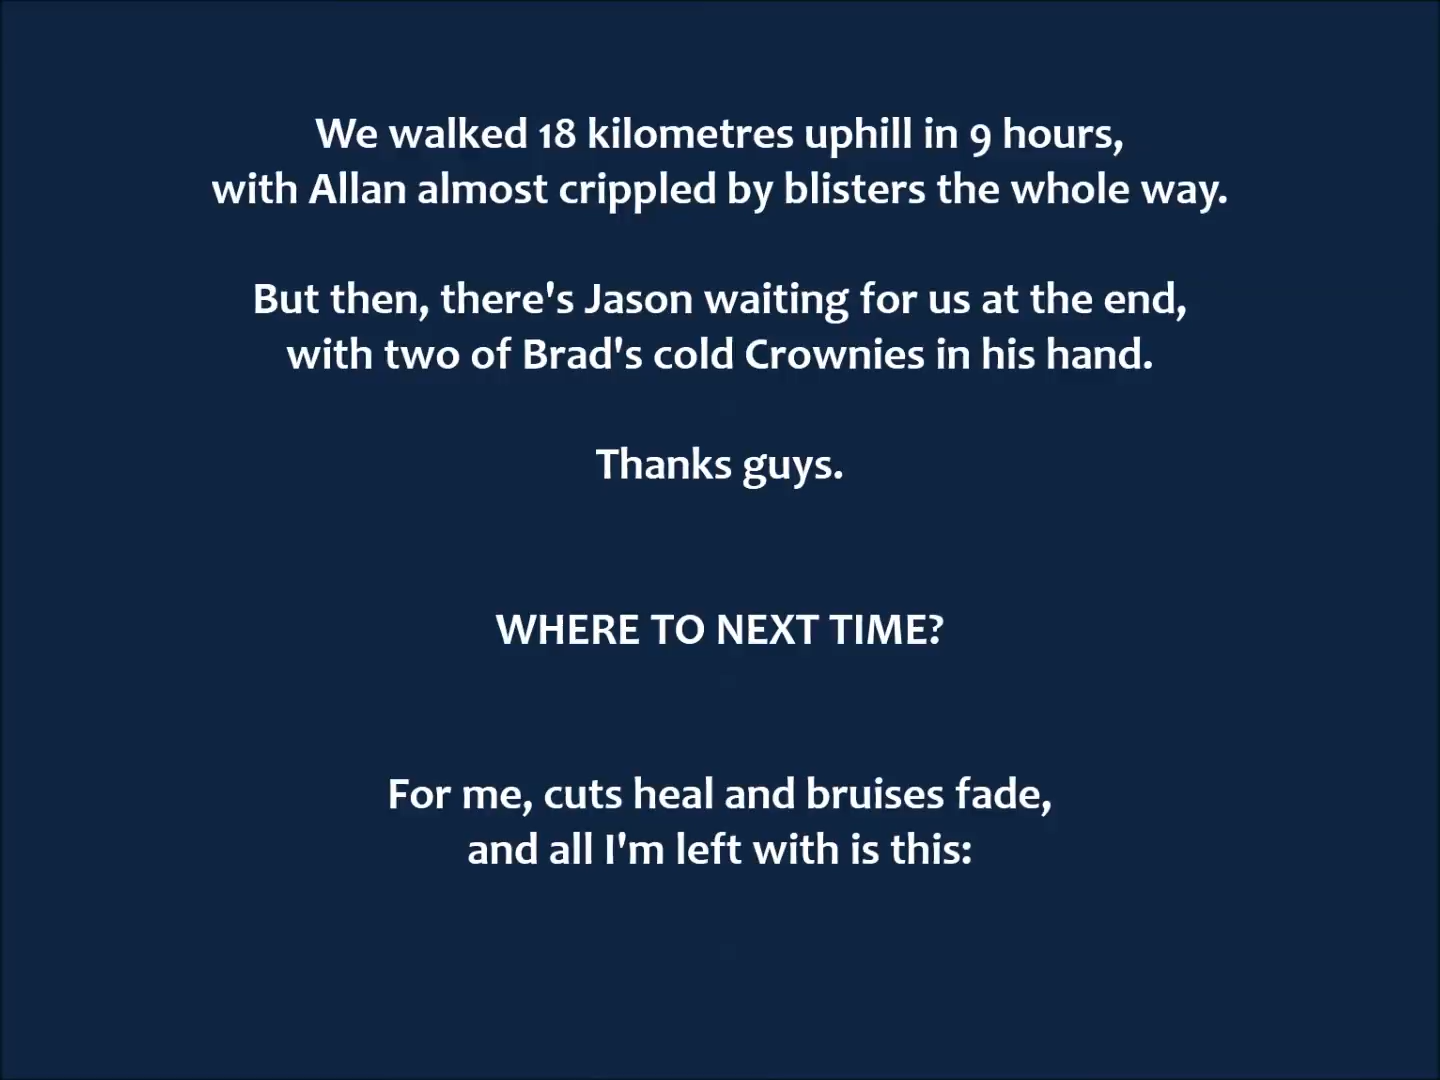 We walked 18 kilometres uphill in 9 hours,
with Allan almost crippled by blisters the whole way.
But then, there's Jason waiting for us at the end,
with two of Brad's cold Crownies in his hand.
Thanks guys.
WHERE TO NEXT TIME?
For me, cuts heal and bruises fade,
and all I'm left with is this: